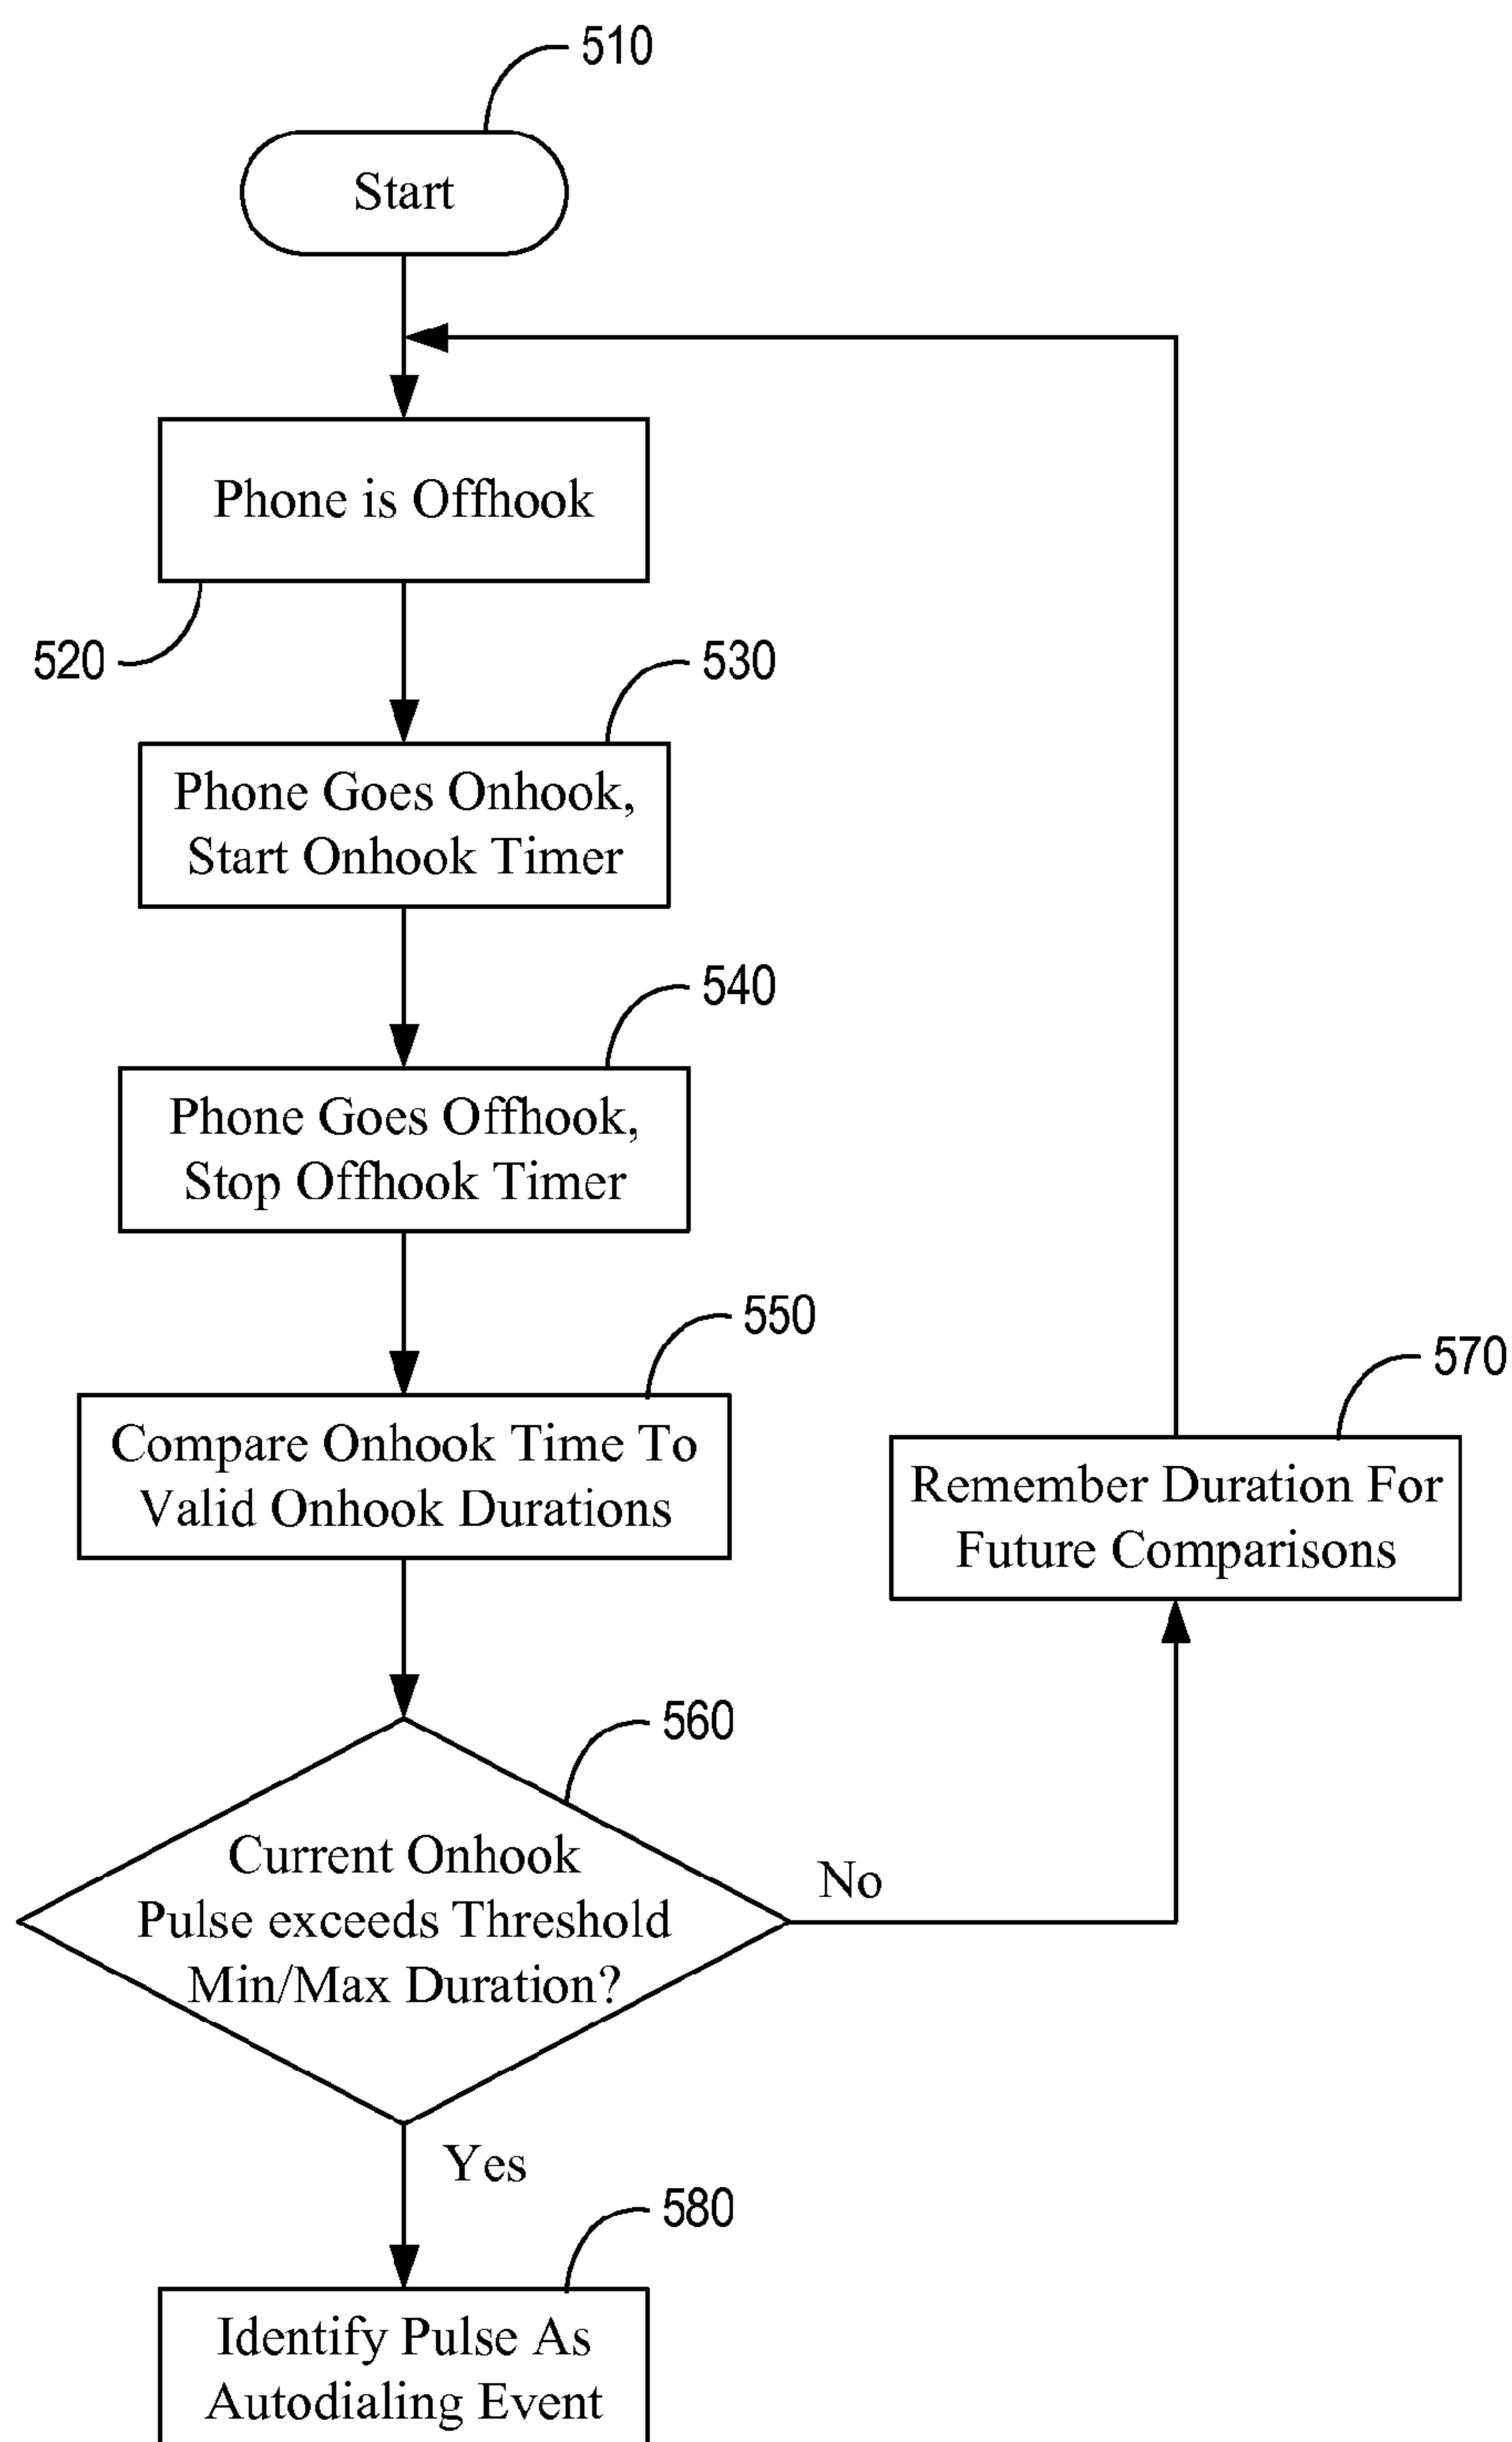 510
Start
Phone is Offhook
520
530
Phone Goes Onhook,
Start Onhook Timer
540
Phone Goes Offhook,
Stop Offhook Timer
550
Compare Onhook Time To
Valid Onhook Durations
570
Remember Duration For
Future Comparisons
560
Current Onhook
Pulse exceeds Threshold
Min/Max Duration?
No
Yes
580
Identify Pulse As
Autodialing Event